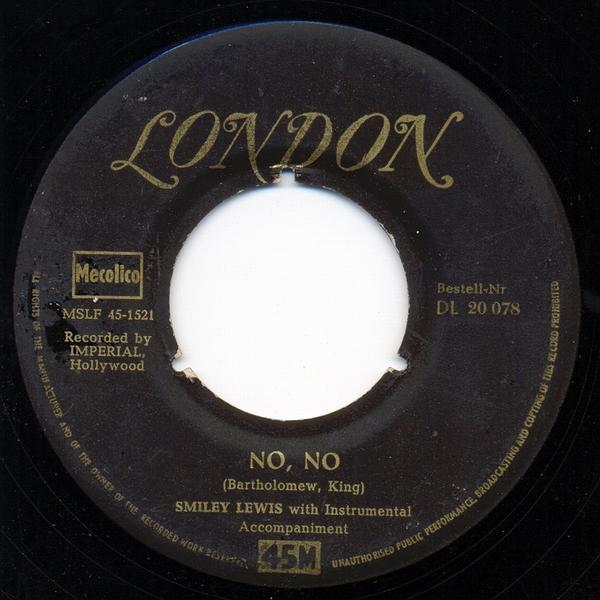 LONDON
Mecolico
MSLF 45-1521
Recorded by
IMPERIAL,
Hollywood
Bestell-Nr
DL 20 078
NO, NO
(Bartholomew, King)
SMILEY LEWIS with Instrumental
Accompaniment
45M
ALL RIGHTS OF THE MANUFACTURER AND OF THE OWNER OF THE RECORDED WORK RESERVED.
UNAUTHORISED PUBLIC PERFORMANCE, BROADCASTING AND COPYING OF THIS RECORD PROHIBITED